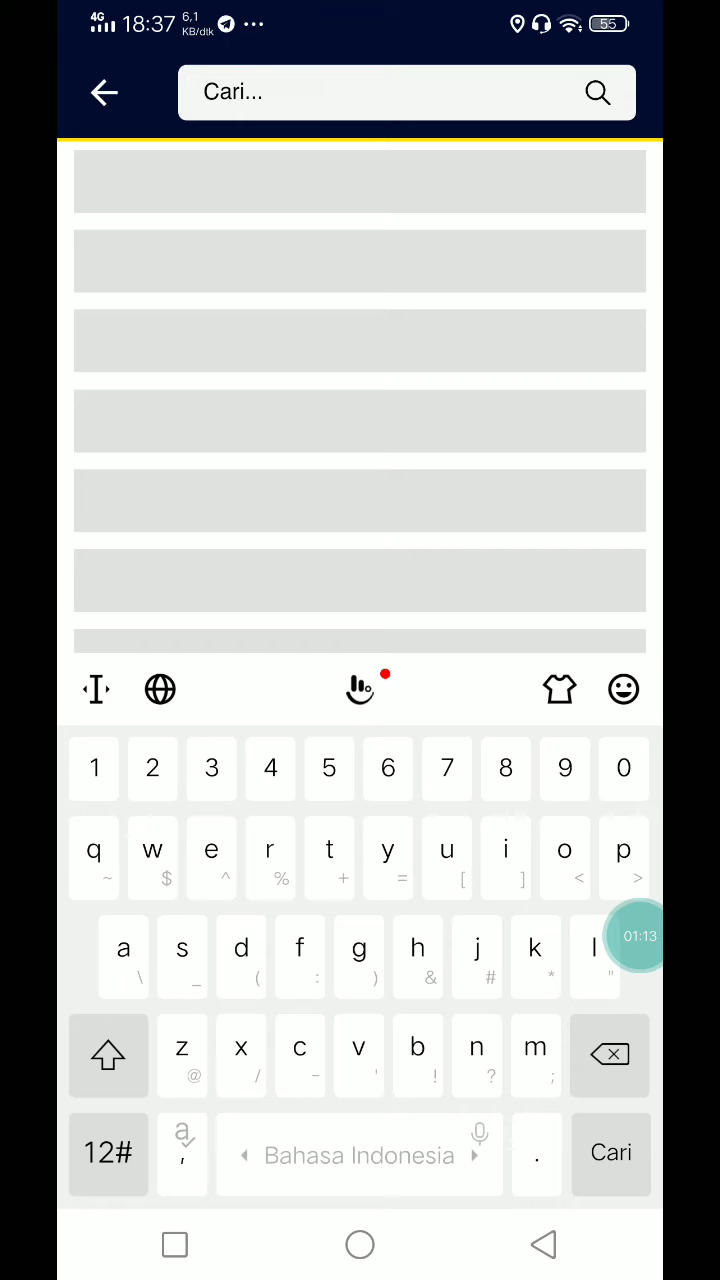 4G 18:37 6,1 KB/dtk 55
Cari...
1 2 3 4 5 6 7 8 9 0
q w e r t y u i o p
~ $ ^ % + = [ ] < >
a s d f g h j k l
\ _ ( : ) & # * "
01:13
z x c v b n m
@ / - ' ! ? ;
12# a , Bahasa Indonesia . Cari